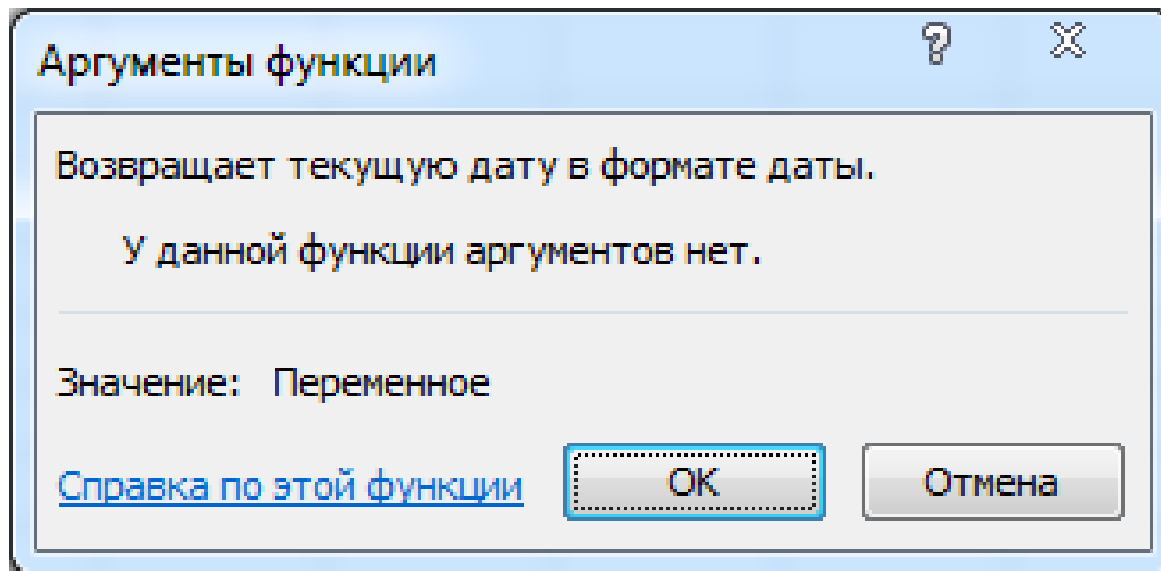 Аргументы функции
Возвращает текущую дату в формате даты.
У данной функции аргументов нет.
Значение: Переменное
Справка по этой функции ОК Отмена